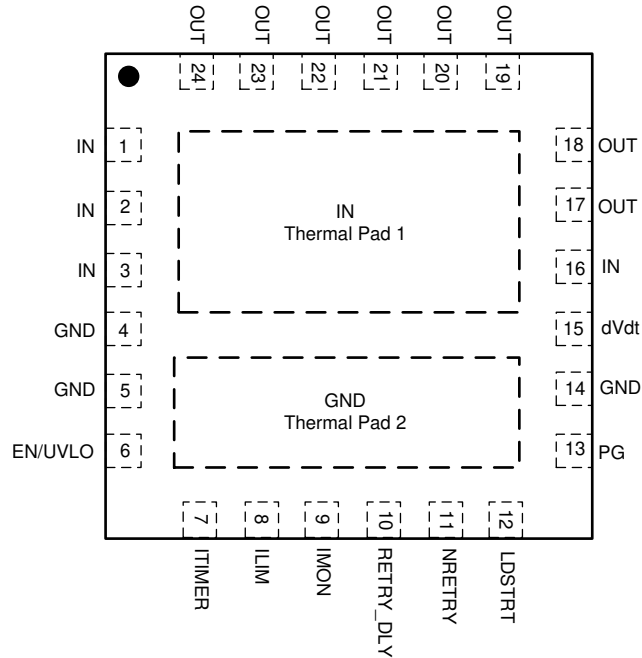 OUT OUT OUT OUT OUT OUT
24 23 22 21 20 19
IN 1 18 OUT
IN 2 17 OUT
IN
Thermal Pad 1
IN 3 16 IN
GND 4 15 dVdt
GND 5 14 GND
GND
Thermal Pad 2
EN/UVLO 6 13 PG
7 8 9 10 11 12
ITIMER ILIM IMON RETRY_DLY NRETRY LDSTRT